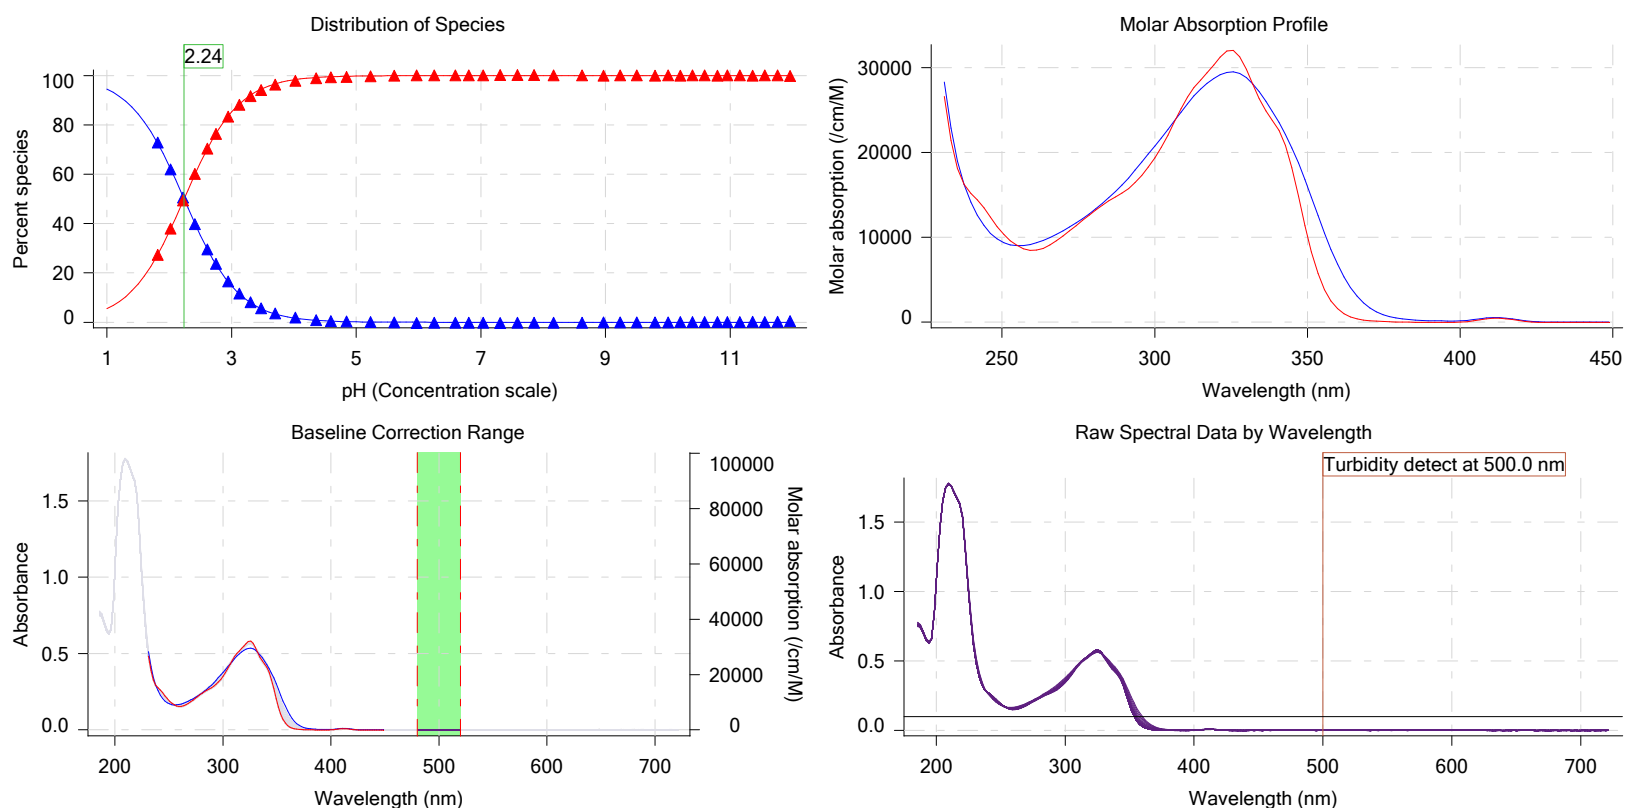 Distribution of Species
2.24
100
80
60
40
20
0
Percent species
1 3 5 7 9 11
pH (Concentration scale)
Molar Absorption Profile
30000
20000
10000
0
Molar absorption (/cm/M)
250 300 350 400 450
Wavelength (nm)
Baseline Correction Range
1.5
1.0
0.5
0.0
Absorbance
100000
80000
60000
40000
20000
0
Molar absorption (/cm/M)
200 300 400 500 600 700
Wavelength (nm)
Raw Spectral Data by Wavelength
Turbidity detect at 500.0 nm
1.5
1.0
0.5
0.0
Absorbance
200 300 400 500 600 700
Wavelength (nm)